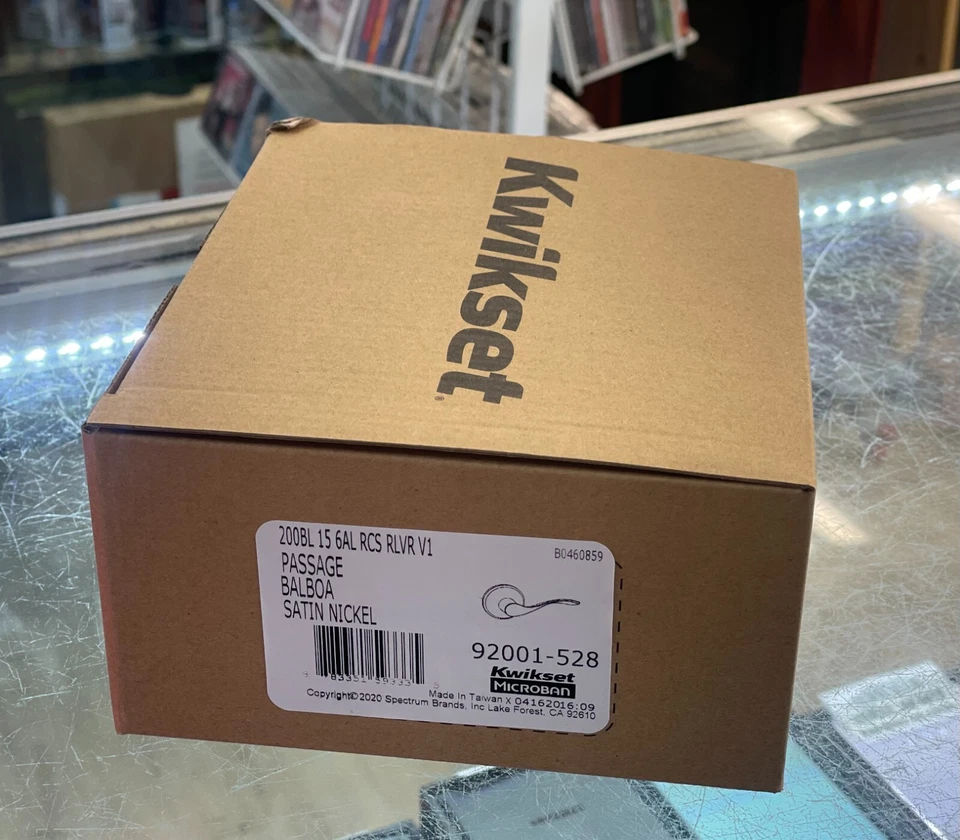 Kwikset®
200BL 15 6AL RCS RLVR V1
B0460859
PASSAGE
BALBOA
SATIN NICKEL
92001-528
Kwikset
MICROBAN
Made In Taiwan X 04162016:09
Copyright© 2020 Spectrum Brands, Inc Lake Forest, CA 92610